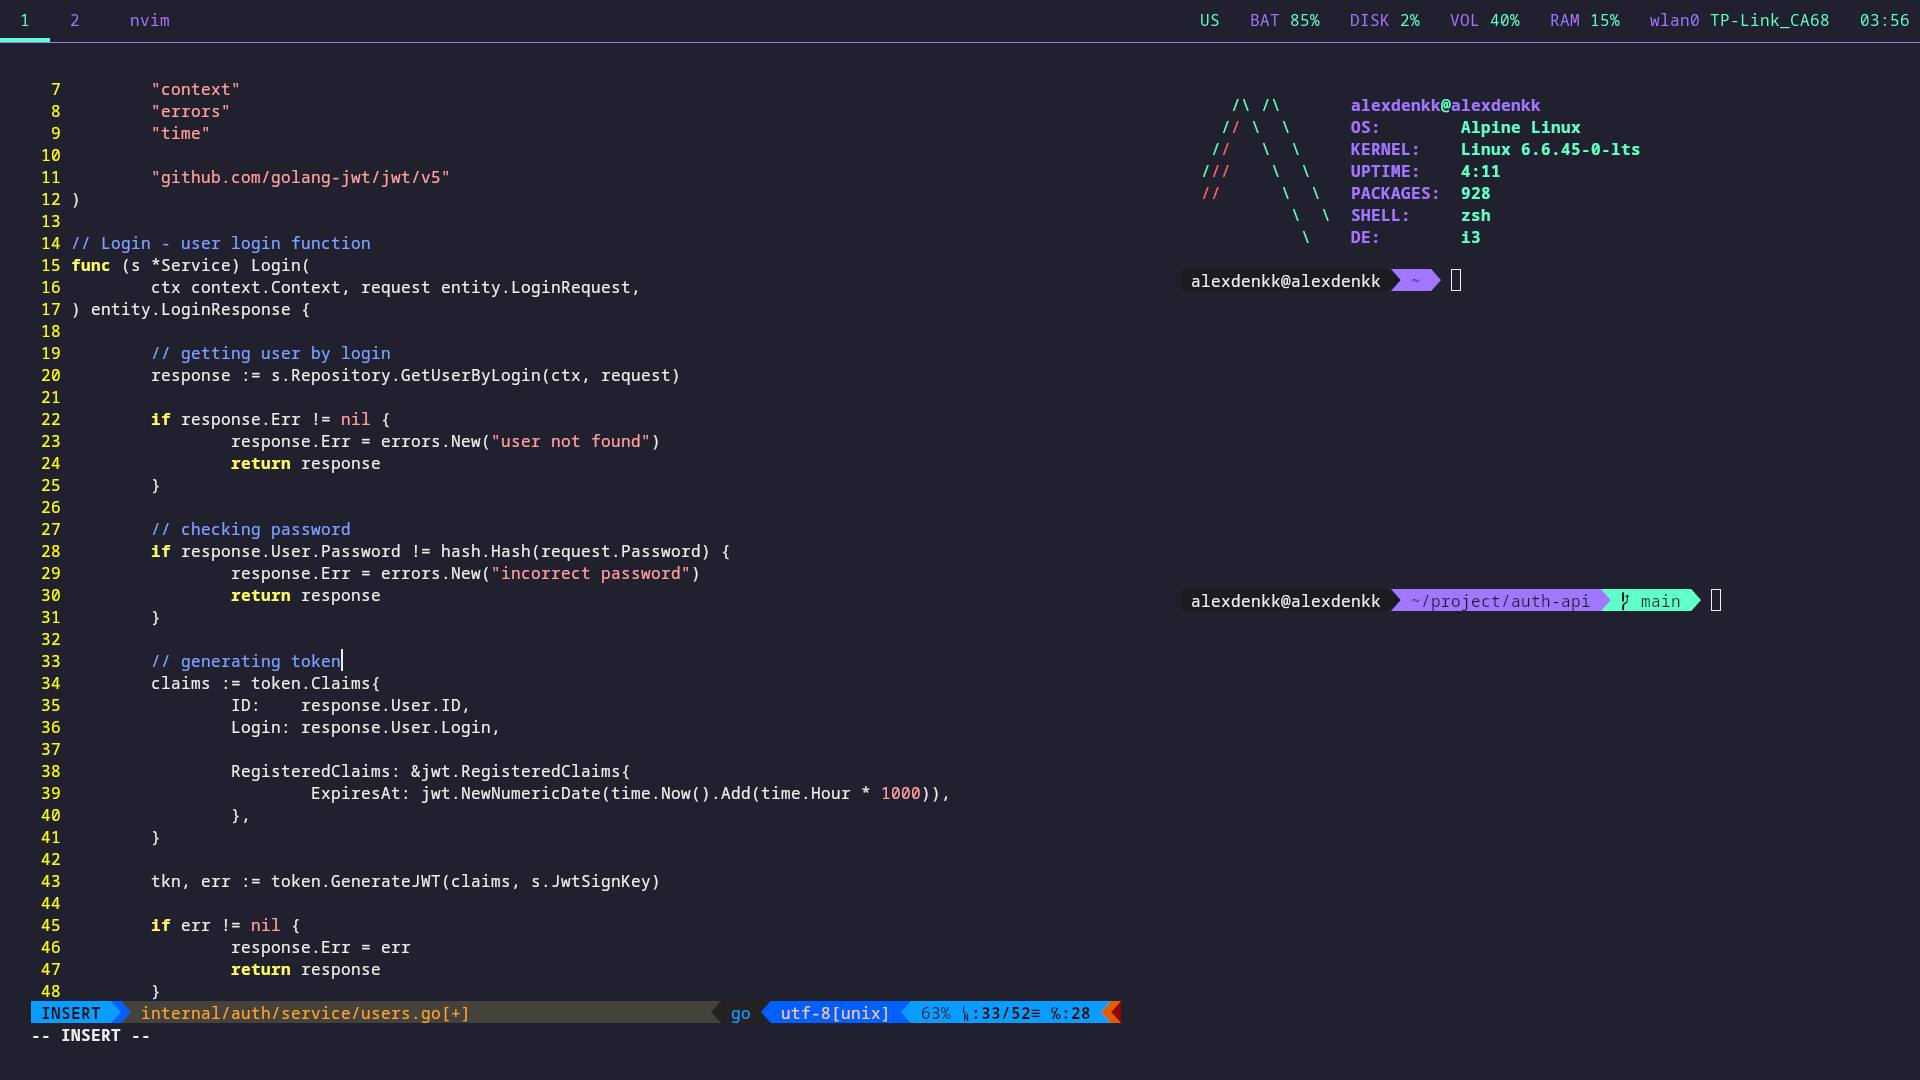 1 2 nvim US BAT 85% DISK 2% VOL 40% RAM 15% wlan0 TP-Link_CA68 03:56
7 "context"
8 "errors"
9 "time"
10
11 "github.com/golang-jwt/jwt/v5"
12 )
13
14 // Login - user login function
15 func (s *Service) Login(
16 ctx context.Context, request entity.LoginRequest,
17 ) entity.LoginResponse {
18
19 // getting user by login
20 response := s.Repository.GetUserByLogin(ctx, request)
21
22 if response.Err != nil {
23 response.Err = errors.New("user not found")
24 return response
25 }
26
27 // checking password
28 if response.User.Password != hash.Hash(request.Password) {
29 response.Err = errors.New("incorrect password")
30 return response
31 }
32
33 // generating token
34 claims := token.Claims{
35 ID: response.User.ID,
36 Login: response.User.Login,
37
38 RegisteredClaims: &jwt.RegisteredClaims{
39 ExpiresAt: jwt.NewNumericDate(time.Now().Add(time.Hour * 1000)),
40 },
41 }
42
43 tkn, err := token.GenerateJWT(claims, s.JwtSignKey)
44
45 if err != nil {
46 response.Err = err
47 return response
48 }
INSERT internal/auth/service/users.go[+] go utf-8[unix] 63% ㏑:33/52≡ ℅:28
-- INSERT --
/\ /\ alexdenkk@alexdenkk
// \ \ OS: Alpine Linux
// \ \ KERNEL: Linux 6.6.45-0-lts
/// \ \ UPTIME: 4:11
// \ \ PACKAGES: 928
\ \ SHELL: zsh
\ DE: i3
alexdenkk@alexdenkk ~
alexdenkk@alexdenkk ~/project/auth-api main